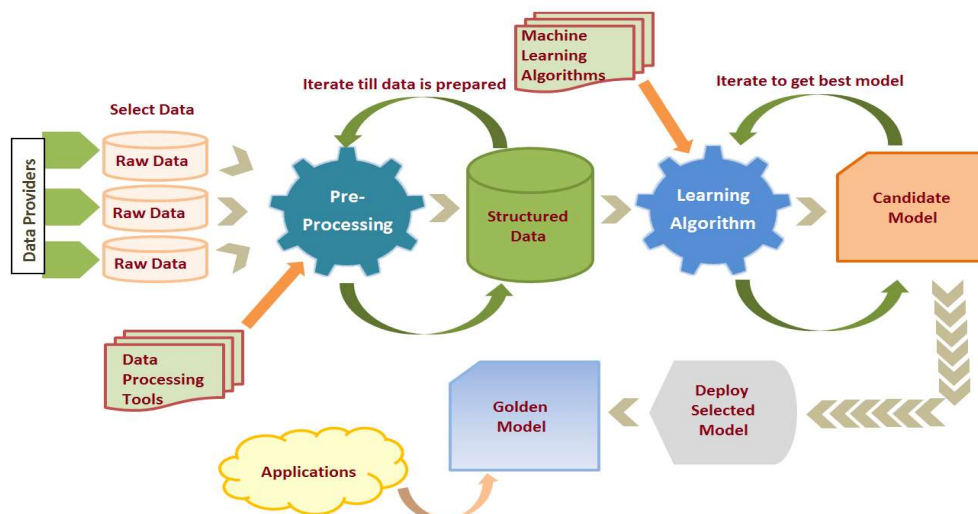 Machine
Learning
Algorithms
Iterate till data is prepared
Iterate to get best model
Select Data
Data Providers
Raw Data
Raw Data
Raw Data
Pre-
Processing
Structured
Data
Learning
Algorithm
Candidate
Model
Data
Processing
Tools
Golden
Model
Deploy
Selected
Model
Applications